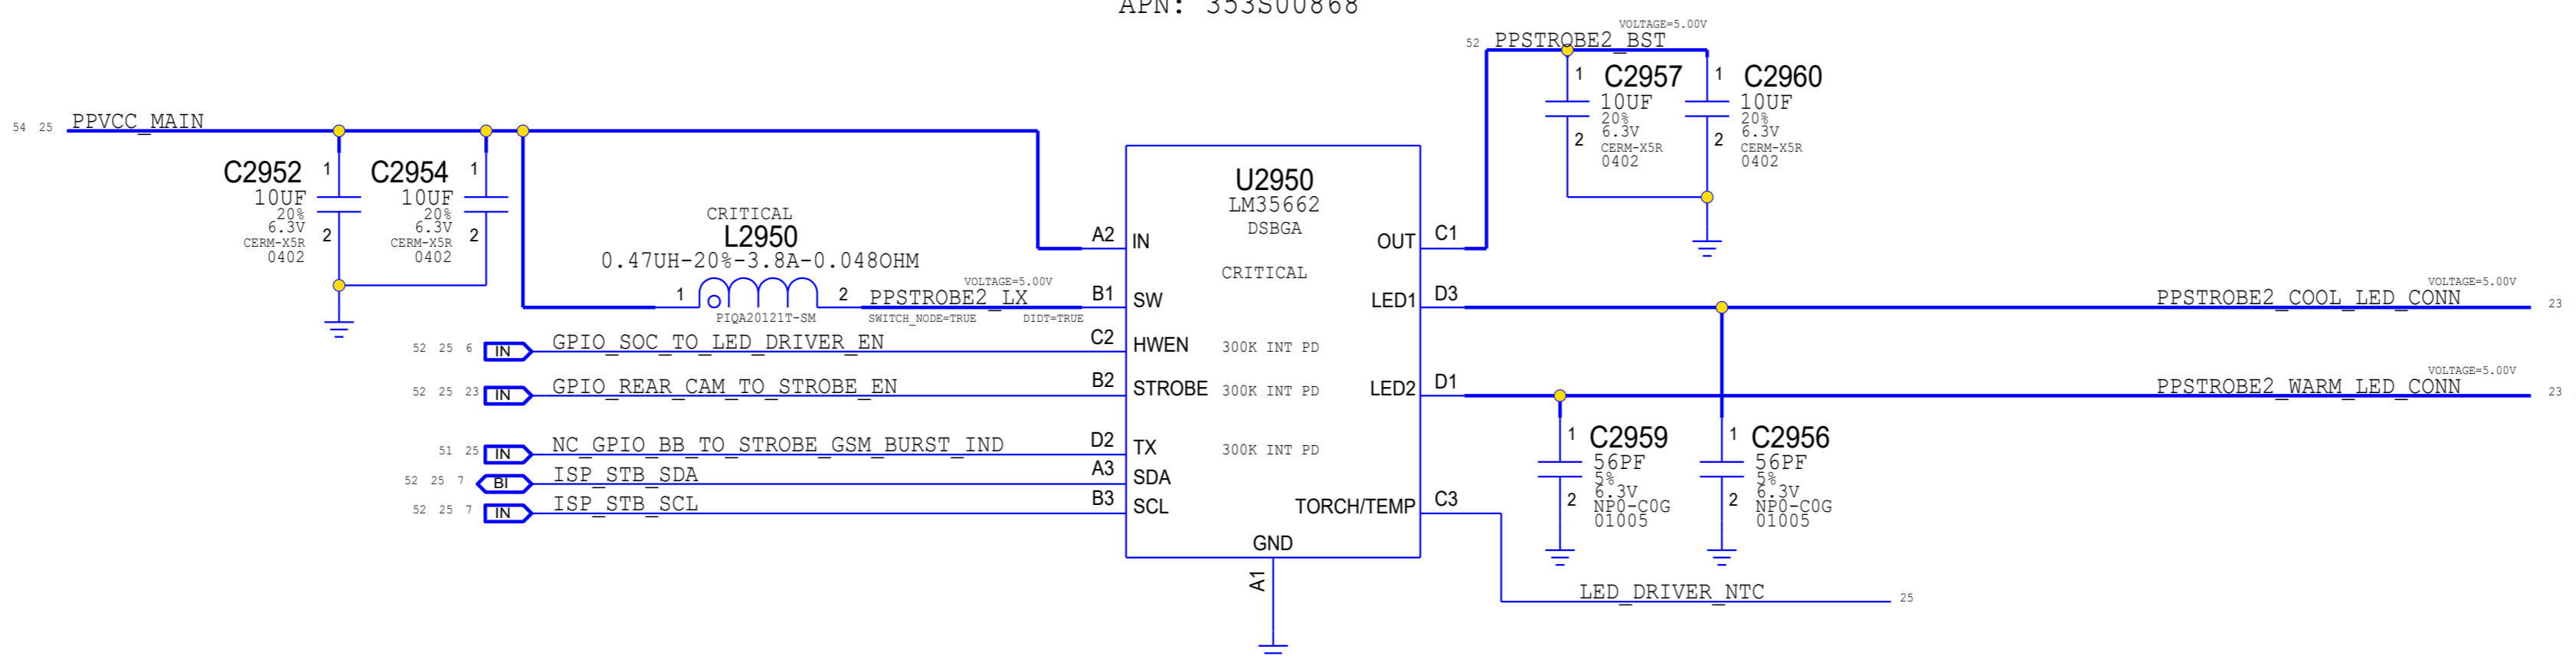 APN: 353S00868
VOLTAGE=5.00V
52 PPSTROBE2_BST
54 25 PPVCC_MAIN
C2952
10UF
20%
6.3V
CERM-X5R
0402
1
2
C2954
10UF
20%
6.3V
CERM-X5R
0402
1
2
CRITICAL
L2950
0.47UH-20%-3.8A-0.048OHM
1
2
PIQA20121T-SM
VOLTAGE=5.00V
PPSTROBE2_LX
SWITCH_NODE=TRUE DIDT=TRUE
52 25 6 IN GPIO_SOC_TO_LED_DRIVER_EN
52 25 23 IN GPIO_REAR_CAM_TO_STROBE_EN
51 25 IN NC_GPIO_BB_TO_STROBE_GSM_BURST_IND
52 25 7 BI ISP_STB_SDA
52 25 7 IN ISP_STB_SCL
U2950
LM35662
DSBGA
CRITICAL
A2 IN
B1 SW
C2 HWEN 300K INT PD
B2 STROBE 300K INT PD
D2 TX 300K INT PD
A3 SDA
B3 SCL
OUT C1
LED1 D3
LED2 D1
TORCH/TEMP C3
GND
A1
1
C2957
10UF
20%
6.3V
CERM-X5R
0402
2
1
C2960
10UF
20%
6.3V
CERM-X5R
0402
2
VOLTAGE=5.00V
PPSTROBE2_COOL_LED_CONN 23
VOLTAGE=5.00V
PPSTROBE2_WARM_LED_CONN 23
1
C2959
56PF
5%
6.3V
NP0-C0G
01005
2
1
C2956
56PF
5%
6.3V
NP0-C0G
01005
2
LED_DRIVER_NTC 25